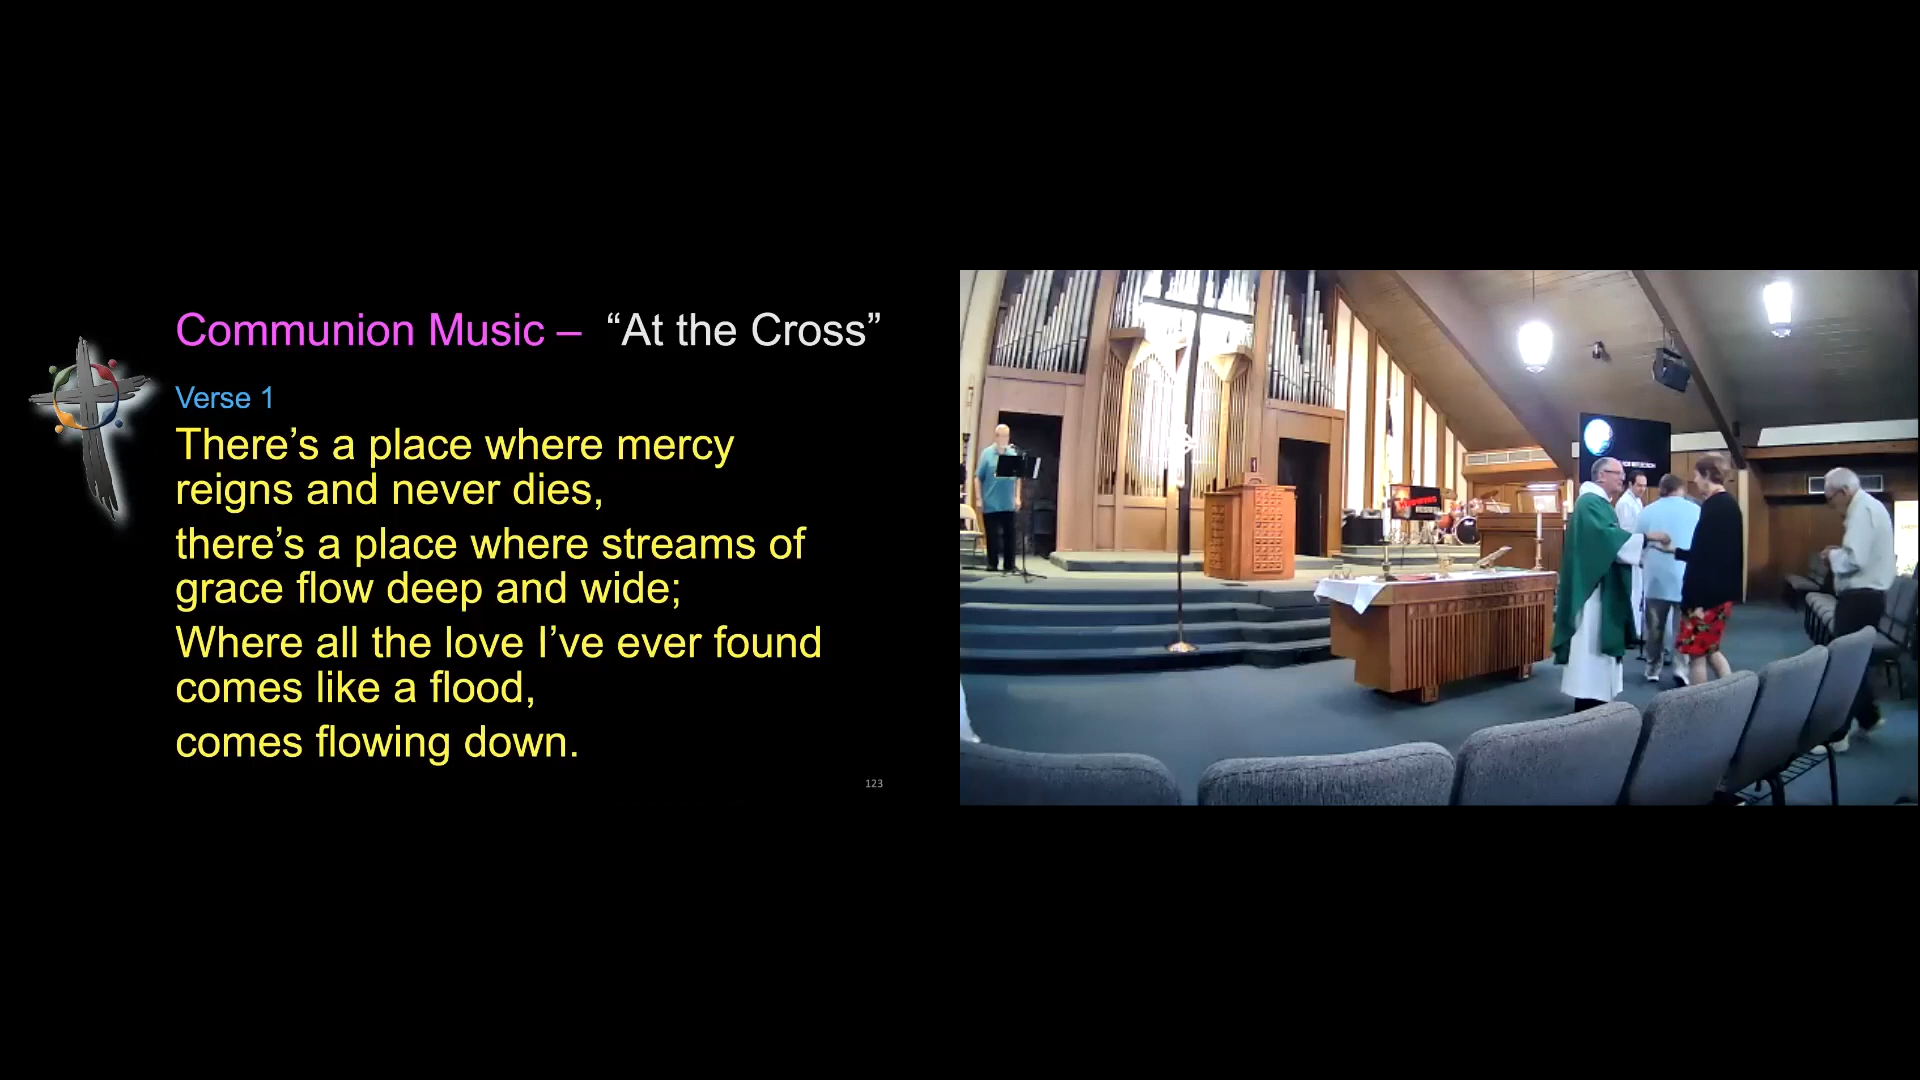 Communion Music – “At the Cross”
Verse 1
There’s a place where mercy
reigns and never dies,
there’s a place where streams of
grace flow deep and wide;
Where all the love I’ve ever found
comes like a flood,
comes flowing down.
123